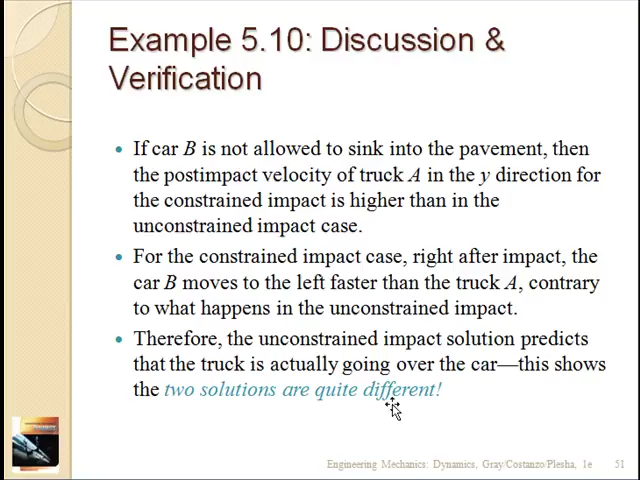 Example 5.10: Discussion &
Verification
If car B is not allowed to sink into the pavement, then
the postimpact velocity of truck A in the y direction for
the constrained impact is higher than in the
unconstrained impact case.
For the constrained impact case, right after impact, the
car B moves to the left faster than the truck A, contrary
to what happens in the unconstrained impact.
Therefore, the unconstrained impact solution predicts
that the truck is actually going over the car—this shows
the two solutions are quite different!
Engineering Mechanics: Dynamics, Gray/Costanzo/Plesha, 1e 51